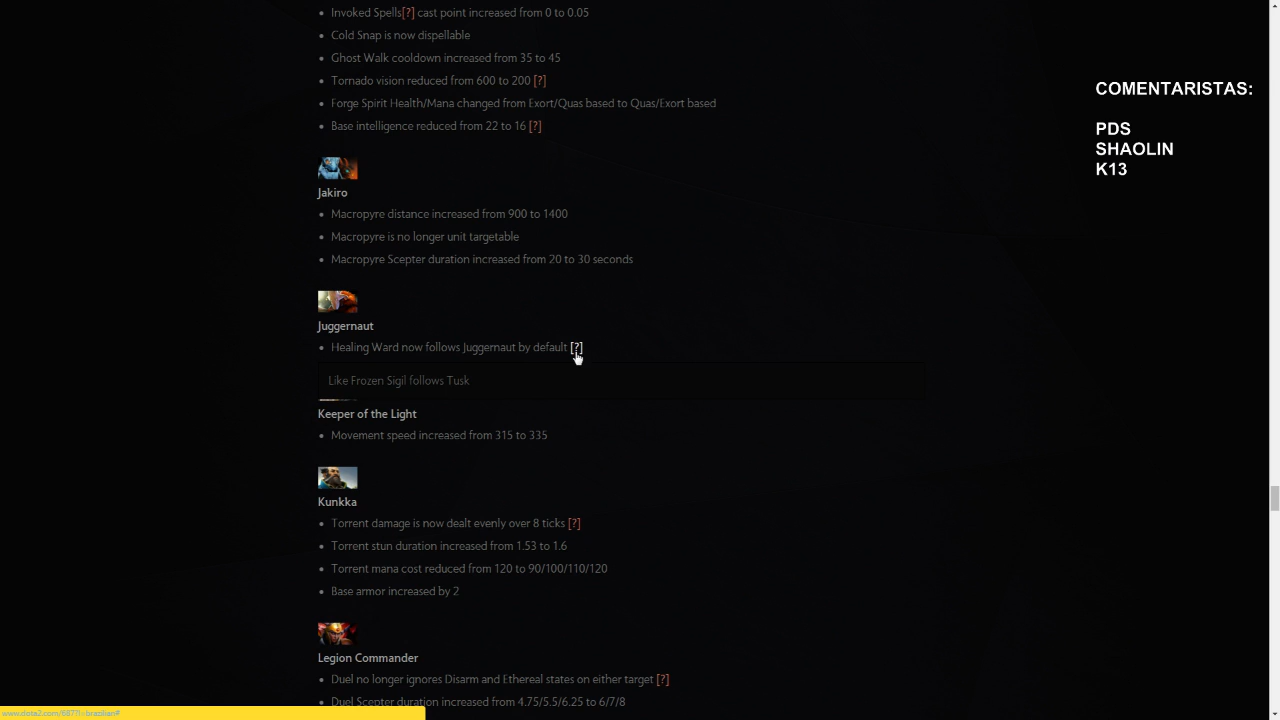 Invoked Spells[?] cast point increased from 0 to 0.05
Cold Snap is now dispellable
Ghost Walk cooldown increased from 35 to 45
Tornado vision reduced from 600 to 200 [?]
Forge Spirit Health/Mana changed from Exort/Quas based to Quas/Exort based
Base intelligence reduced from 22 to 16 [?]
Jakiro
Macropyre distance increased from 900 to 1400
Macropyre is no longer unit targetable
Macropyre Scepter duration increased from 20 to 30 seconds
Juggernaut
Healing Ward now follows Juggernaut by default [?]
Like Frozen Sigil follows Tusk
Keeper of the Light
Movement speed increased from 315 to 335
Kunkka
Torrent damage is now dealt evenly over 8 ticks [?]
Torrent stun duration increased from 1.53 to 1.6
Torrent mana cost reduced from 120 to 90/100/110/120
Base armor increased by 2
Legion Commander
Duel no longer ignores Disarm and Ethereal states on either target [?]
Duel Scepter duration increased from 4.75/5.5/6.25 to 6/7/8
COMENTARISTAS:
PDS
SHAOLIN
K13
www.dota2.com/687?l=brazilian#